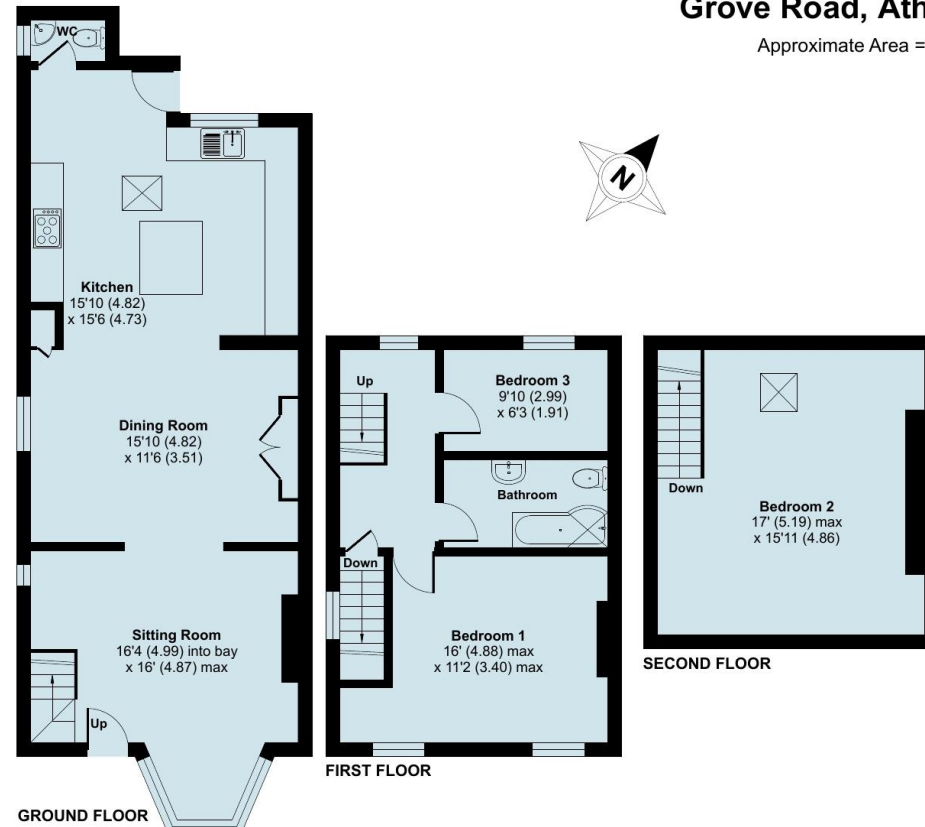 Grove Road, Ath
Approximate Area =
WC
N
Kitchen
15'10 (4.82)
x 15'6 (4.73)
Dining Room
15'10 (4.82)
x 11'6 (3.51)
Sitting Room
16'4 (4.99) into bay
x 16' (4.87) max
Up
GROUND FLOOR
Up
Bedroom 3
9'10 (2.99)
x 6'3 (1.91)
Bathroom
Down
Bedroom 1
16' (4.88) max
x 11'2 (3.40) max
FIRST FLOOR
Down
Bedroom 2
17' (5.19) max
x 15'11 (4.86)
SECOND FLOOR